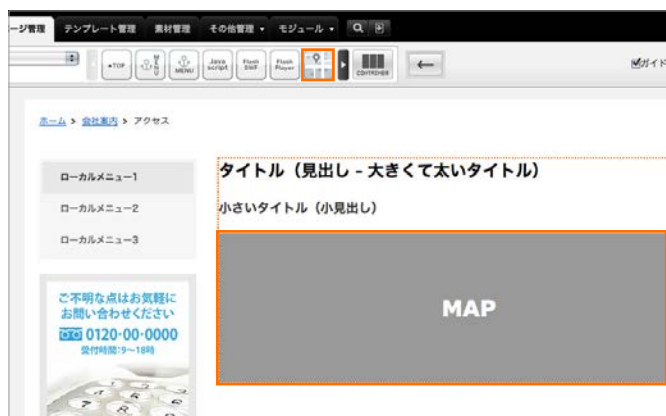 ージ管理 テンプレート管理 素材管理 その他管理 モジュール
•TOP MENU MENU Java script Flash SWF Flash Player CONTAINER ガイド
ホーム > 会社案内 > アクセス
ローカルメニュー1
ローカルメニュー2
ローカルメニュー3
タイトル（見出し - 大きくて太いタイトル）
小さいタイトル（小見出し）
MAP
ご不明な点はお気軽に
お問い合わせください
0120-00-0000
受付時間:9～18時